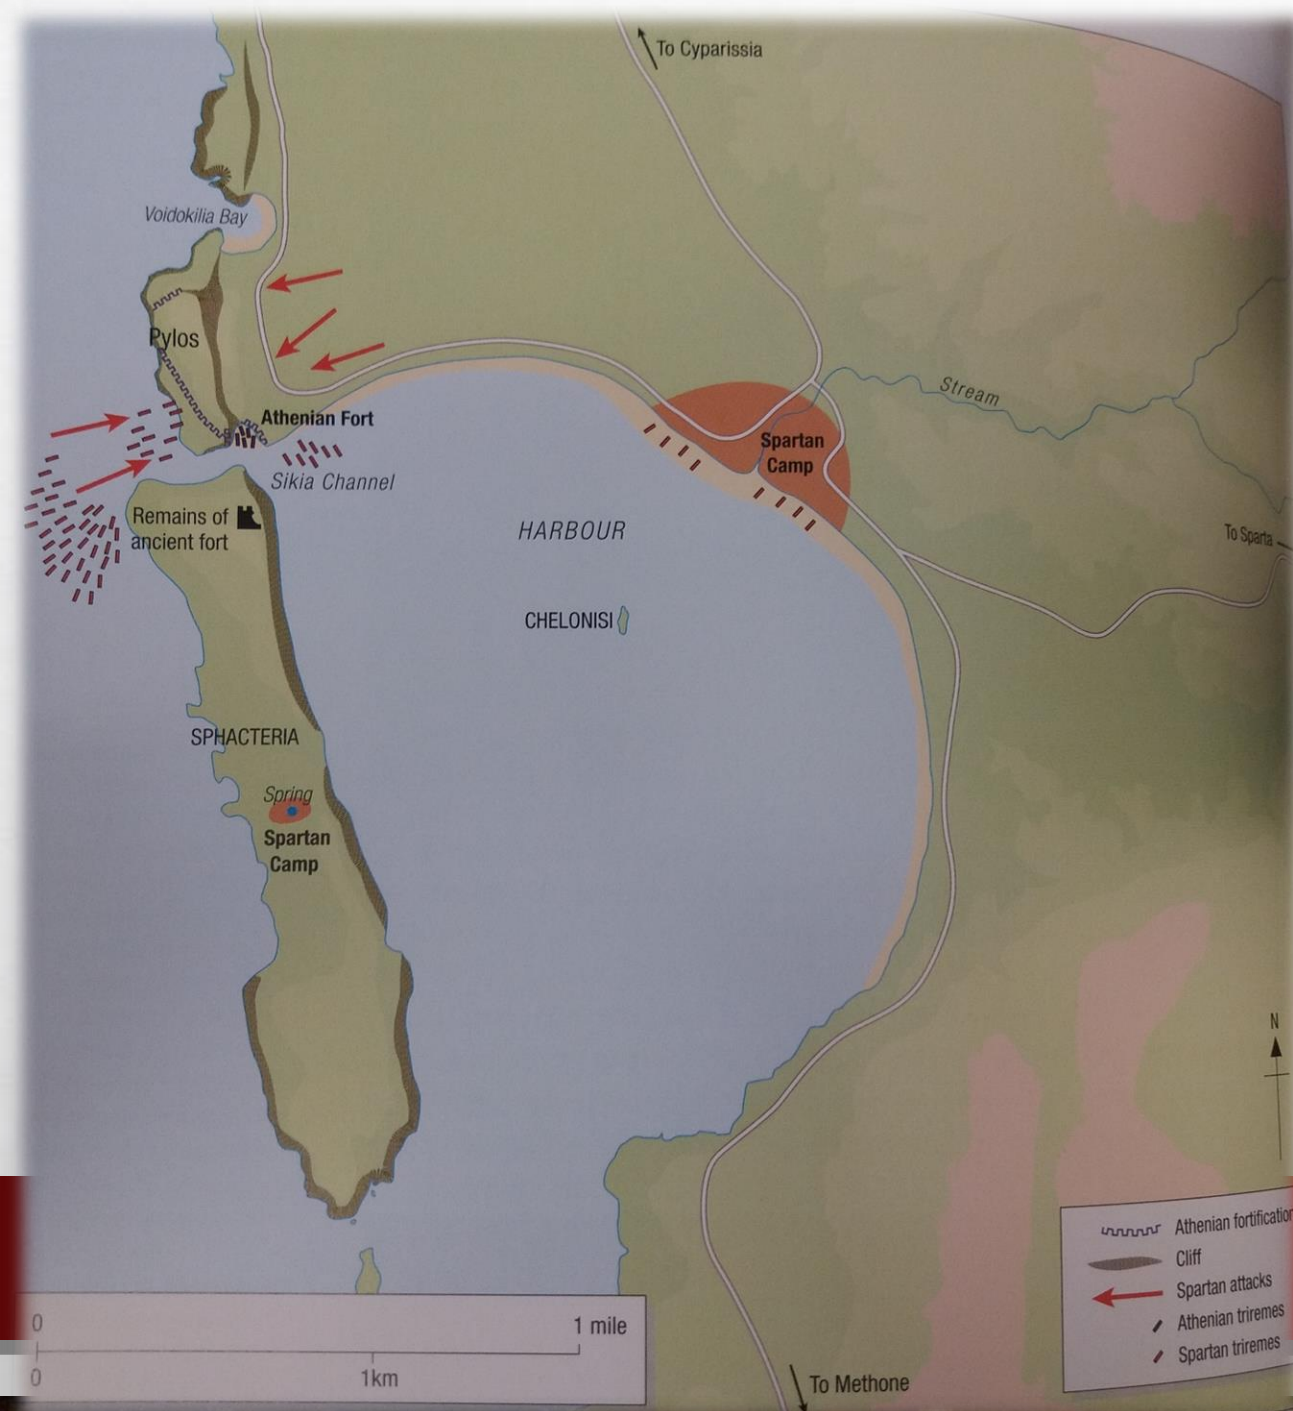 To Cyparissia
Voidokilia Bay
Pylos
Athenian Fort
Stream
Spartan
Camp
Sikia Channel
Remains of
ancient fort
HARBOUR
To Sparta
CHELONISI
SPHACTERIA
Spring
Spartan
Camp
N
Athenian fortification
Cliff
Spartan attacks
Athenian triremes
Spartan triremes
0
1 mile
0
1km
To Methone